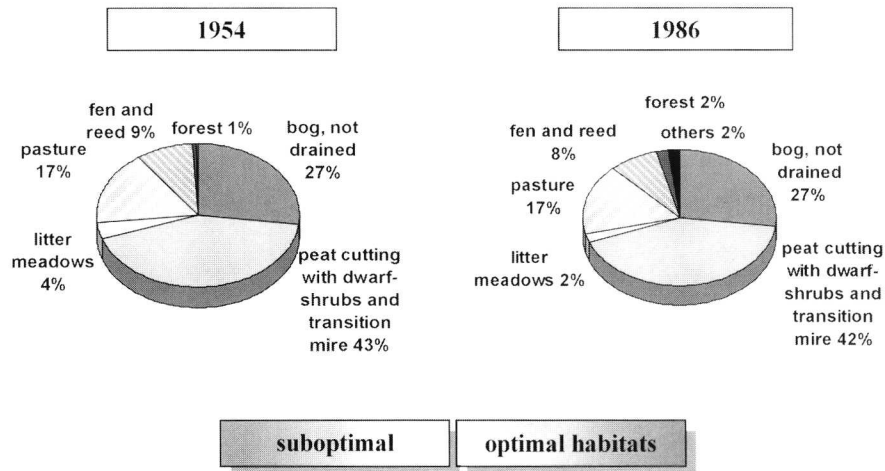 1954
fen and
reed 9%
forest 1%
bog, not
drained
27%
pasture
17%
litter
meadows
4%
peat cutting
with dwarf-
shrubs and
transition
mire 43%
1986
forest 2%
others 2%
fen and reed
8%
bog, not
drained
27%
pasture
17%
litter
meadows 2%
peat cutting
with dwarf-
shrubs and
transition
mire 42%
suboptimal
optimal habitats